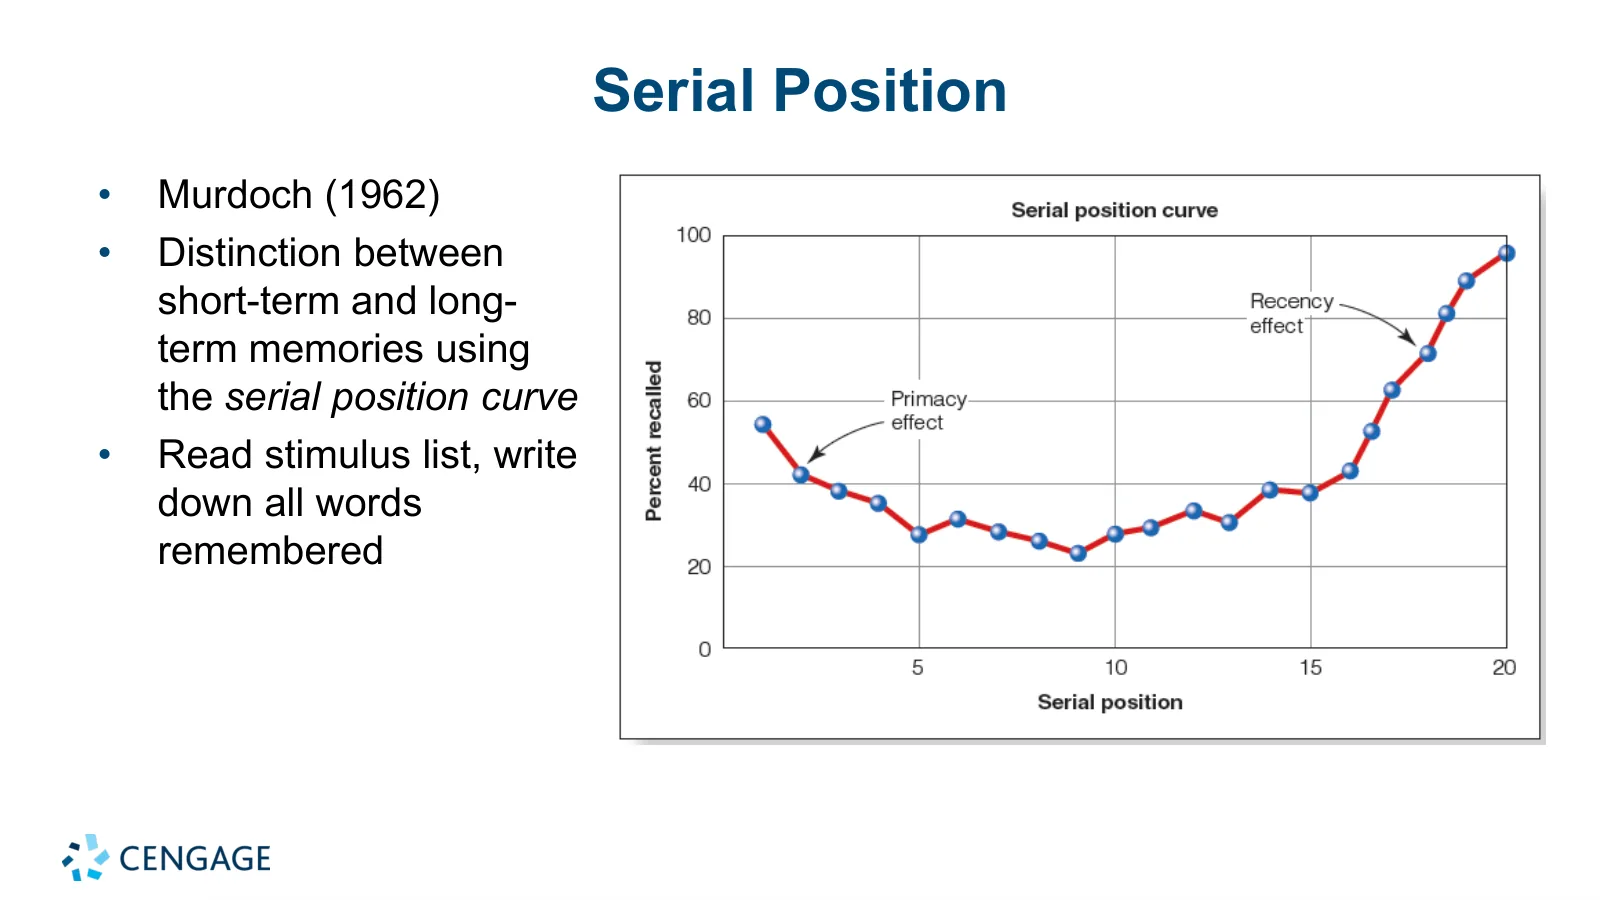 Serial Position
• Murdoch (1962)
• Distinction between
short-term and long-
term memories using
the serial position curve
• Read stimulus list, write
down all words
remembered
Serial position curve
100
80
60
40
20
0
Percent recalled
Primacy
effect
Recency
effect
5 10 15 20
Serial position
CENGAGE